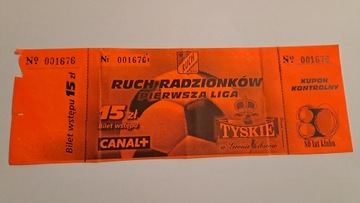 Nº 001676
Bilet wstępu 15 zł
Nº 001676
RUCH
RUCH RADZIONKÓW
PIERWSZA LIGA
15 zł
Bilet wstępu
CANAL+
TYSKIE
Nº 001676
KUPON
KONTROLNY
80 lat klubu